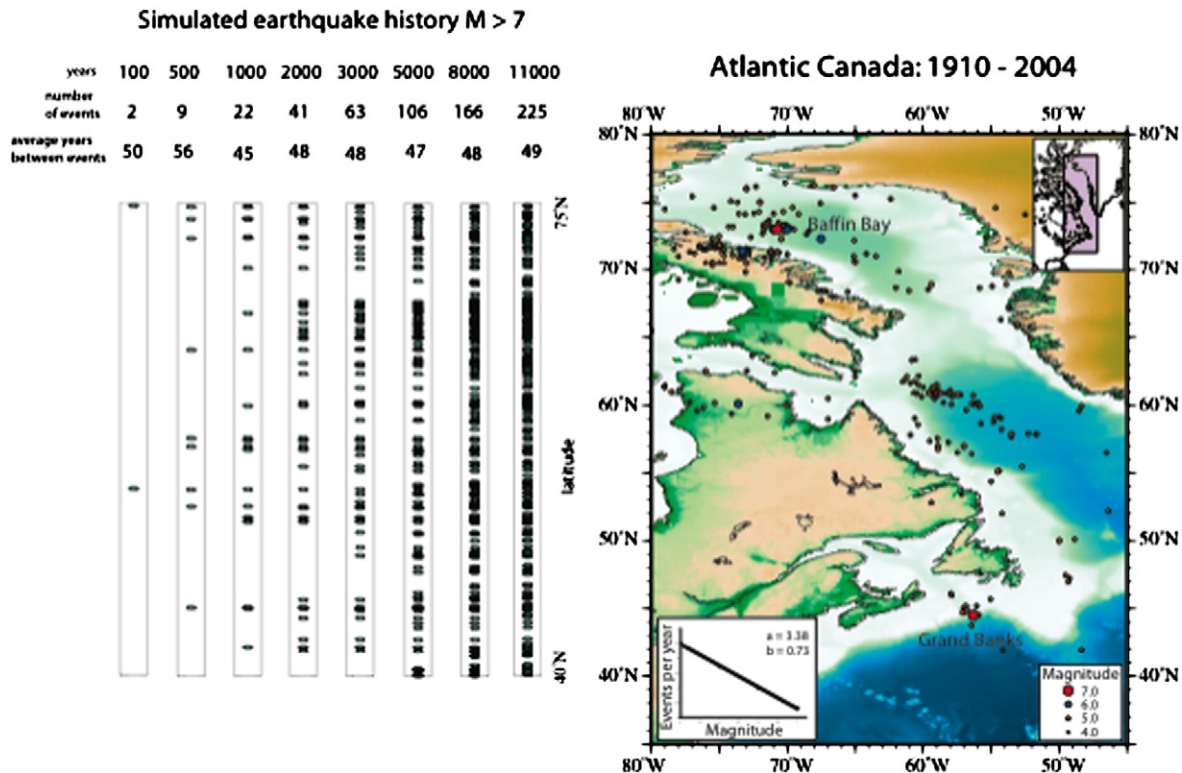 Simulated earthquake history M > 7
years 100 500 1000 2000 3000 5000 8000 11000
number
of events 2 9 22 41 63 106 166 225
average years
between events 50 56 45 48 48 47 48 49
75°N
latitude
40°N
Atlantic Canada: 1910 - 2004
80°W 70°W 60°W 50°W
80°N 80°N
Baffin Bay
70°N 70°N
60°N 60°N
50°N 50°N
Grand Banks
40°N 40°N
Events per year
a = 3.38
b = 0.73
Magnitude
Magnitude
7.0
6.0
5.0
4.0
80°W 70°W 60°W 50°W